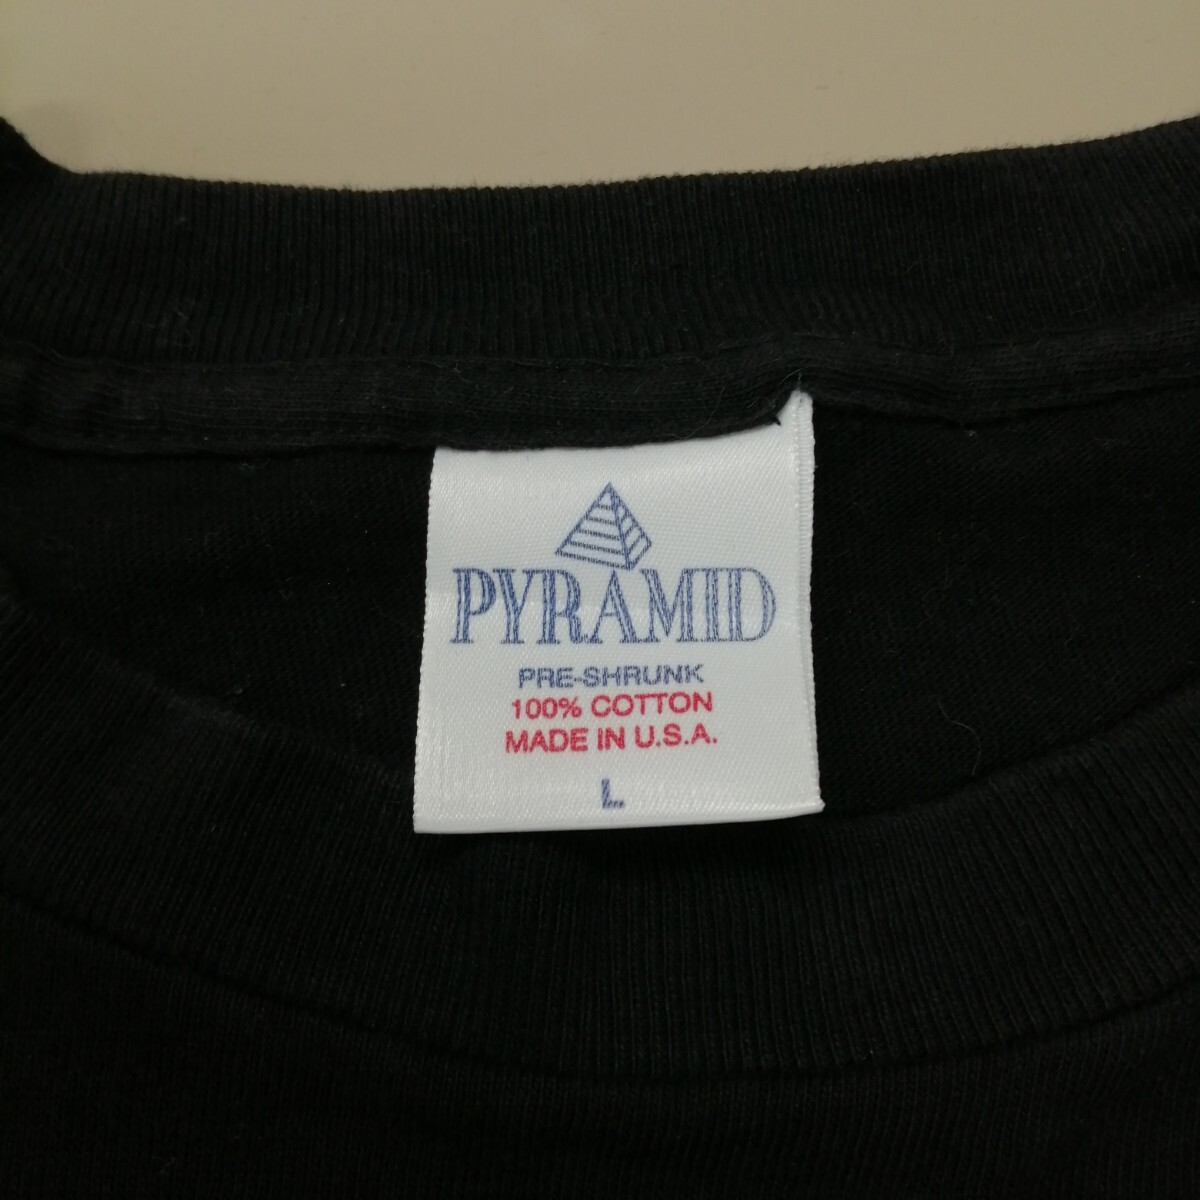 PYRAMID
PRE-SHRUNK
100% COTTON
MADE IN U.S.A.
L